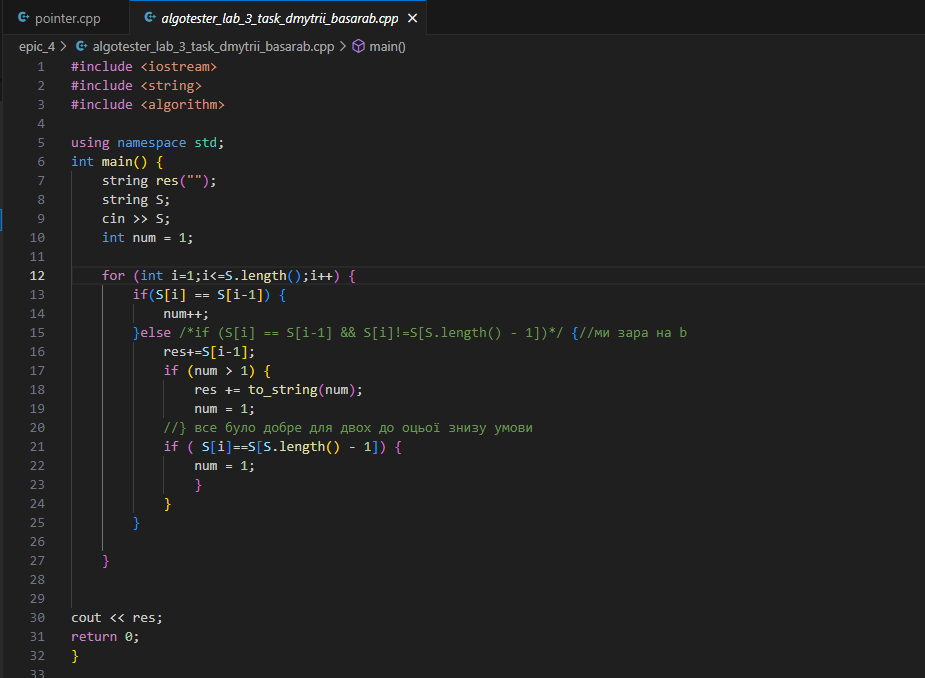 pointer.cpp
algotester_lab_3_task_dmytrii_basarab.cpp
epic_4 > algotester_lab_3_task_dmytrii_basarab.cpp > main()
1 #include <iostream>
2 #include <string>
3 #include <algorithm>
4
5 using namespace std;
6 int main() {
7 string res("");
8 string S;
9 cin >> S;
10 int num = 1;
11
12 for (int i=1;i<=S.length();i++) {
13 if(S[i] == S[i-1]) {
14 num++;
15 }else /*if (S[i] == S[i-1] && S[i]!=S[S.length() - 1])*/ {//ми зара на b
16 res+=S[i-1];
17 if (num > 1) {
18 res += to_string(num);
19 num = 1;
20 //} все було добре для двох до оцьої знизу умови
21 if ( S[i]==S[S.length() - 1]) {
22 num = 1;
23 }
24 }
25 }
26
27 }
28
29
30 cout << res;
31 return 0;
32 }
33